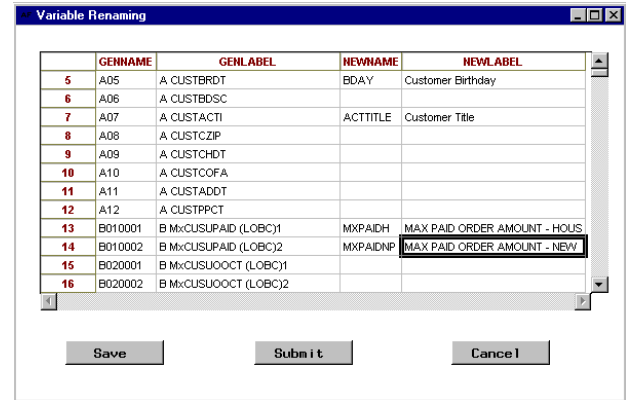 Variable Renaming
GENNAME GENLABEL NEWNAME NEWLABEL
5 A05 A CUSTBRDT BDAY Customer Birthday
6 A06 A CUSTBDSC
7 A07 A CUSTACTI ACTTITLE Customer Title
8 A08 A CUSTCZIP
9 A09 A CUSTCHDT
10 A10 A CUSTCOFA
11 A11 A CUSTADDT
12 A12 A CUSTPPCT
13 B010001 B MxCUSUPAID (LOBC)1 MXPAIDH MAX PAID ORDER AMOUNT - HOUS
14 B010002 B MxCUSUPAID (LOBC)2 MXPAIDNP MAX PAID ORDER AMOUNT - NEW
15 B020001 B MxCUSUOOCT (LOBC)1
16 B020002 B MxCUSUOOCT (LOBC)2
Save Submit Cancel